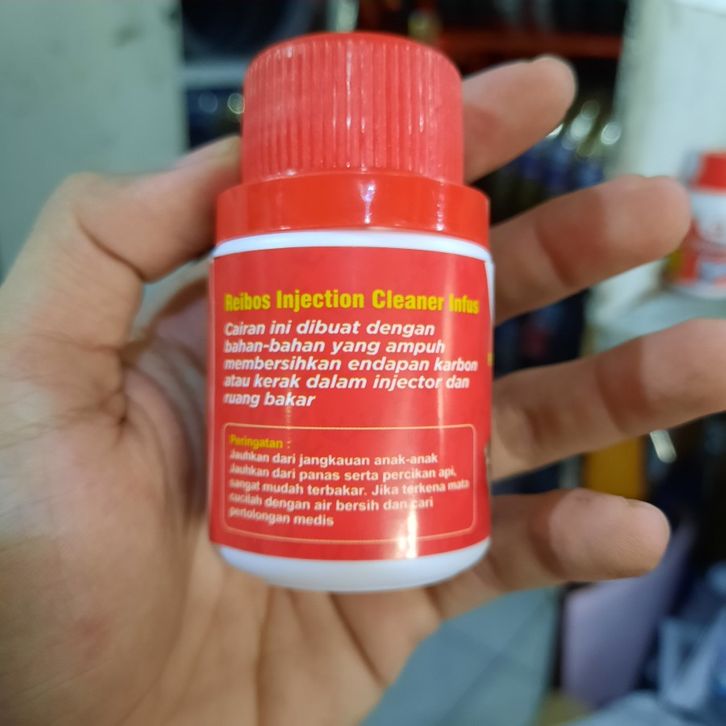 Reibos Injection Cleaner Infus
Cairan ini dibuat dengan
bahan-bahan yang ampuh
membersihkan endapan karbon
atau kerak dalam injector dan
ruang bakar
Peringatan :
Jauhkan dari jangkauan anak-anak
Jauhkan dari panas serta percikan api,
sangat mudah terbakar. Jika terkena mata
cucilah dengan air bersih dan cari
pertolongan medis